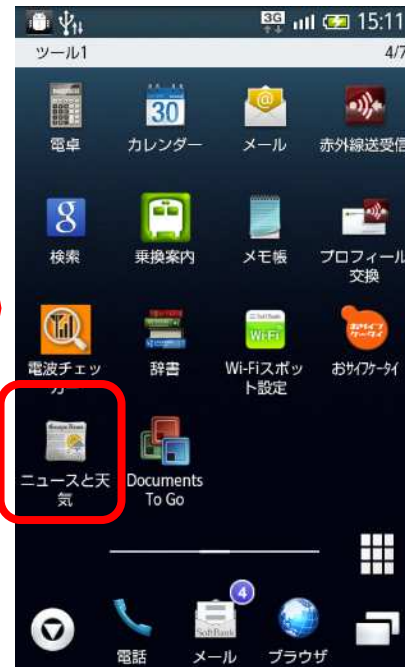 3G 15:11
ツール1 4/7
30
電卓 カレンダー メール 赤外線送受信
検索 乗換案内 メモ帳 プロフィール
交換
SoftBank
Wi-Fi
電波チェッ 辞書 Wi-Fiスポッ おサイフケータイ
カー ト設定
ニュースと天 Documents
気 To Go
4
SoftBank
電話 メール ブラウザ